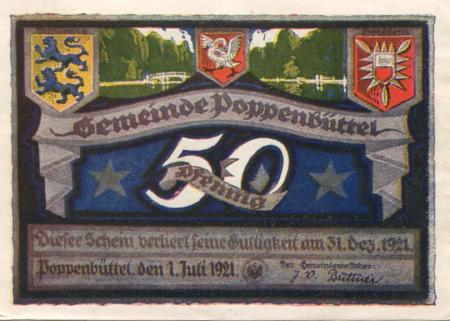 Gemeinde Poppenbüttel
50
Pfennig
Dieser Schein verliert seine Gültigkeit am 31. Dez. 1921.
Poppenbüttel, den 1. Juli 1921.
Der Gemeindevorsteher:
J. V. Büttner